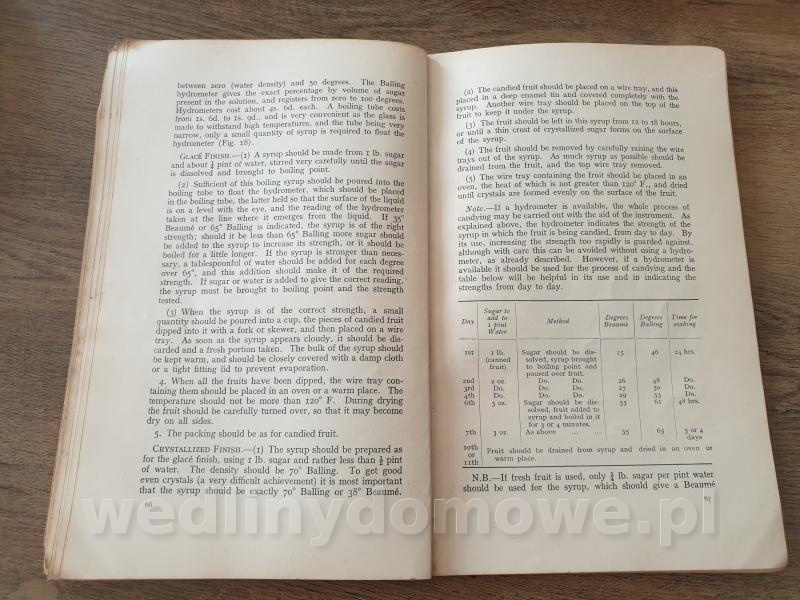 between zero (water density) and 50 degrees. The Balling
hydrometer gives the exact percentage by volume of sugar
present in the solution, and registers from zero to 100 degrees.
Hydrometers cost about 4s. 6d. each. A boiling tube costs
from 1s. 6d. to 1s. 9d., and is very convenient as the glass is
made to withstand high temperatures, and the tube being very
narrow, only a small quantity of syrup is required to float the
hydrometer (Fig. 18).
GLACÉ FINISH.—(1) A syrup should be made from 1 lb. sugar
and about ½ pint of water, stirred very carefully until the sugar
is dissolved and brought to boiling point.
(2) Sufficient of this boiling syrup should be poured into the
boiling tube to float the hydrometer, which should be placed
in the boiling tube, the latter held so that the surface of the liquid
is on a level with the eye, and the reading of the hydrometer
taken at the line where it emerges from the liquid. If 35°
Beaumé or 65° Balling is indicated, the syrup is of the right
strength; should it be less than 65° Balling more sugar should
be added to the syrup to increase its strength, or it should be
boiled for a little longer. If the syrup is stronger than neces-
sary, a tablespoonful of water should be added for each degree
over 65°, and this addition should make it of the required
strength. If sugar or water is added to give the correct reading,
the syrup must be brought to boiling point and the strength
tested.
(3) When the syrup is of the correct strength, a small
quantity should be poured into a cup, the pieces of candied fruit
dipped into it with a fork or skewer, and then placed on a wire
tray. As soon as the syrup appears cloudy, it should be dis-
carded and a fresh portion taken. The bulk of the syrup should
be kept warm, and should be closely covered with a damp cloth
or a tight fitting lid to prevent evaporation.
4. When all the fruits have been dipped, the wire tray con-
taining them should be placed in an oven or a warm place. The
temperature should not be more than 120° F. During drying
the fruit should be carefully turned over, so that it may become
dry on all sides.
5. The packing should be as for candied fruit.
CRYSTALLIZED FINISH.—(1) The syrup should be prepared as
for the glacé finish, using 1 lb. sugar and rather less than ½ pint
of water. The density should be 70° Balling. To get good
even crystals (a very difficult achievement) it is most important
that the syrup should be exactly 70° Balling or 38° Beaumé.
66
(2) The candied fruit should be placed on a wire tray, and this
placed in a deep enamel tin and covered completely with the
syrup. Another wire tray should be placed on the top of the
fruit to keep it under the syrup.
(3) The fruit should be left in this syrup from 12 to 18 hours,
or until a thin crust of crystallized sugar forms on the surface
of the syrup.
(4) The fruit should be removed by carefully raising the wire
trays out of the syrup. As much syrup as possible should be
drained from the fruit, and the top wire tray removed.
(5) The wire tray containing the fruit should be placed in an
oven, the heat of which is not greater than 120° F., and dried
until crystals are formed evenly on the surface of the fruit.
Note.—If a hydrometer is available, the whole process of
candying may be carried out with the aid of the instrument. As
explained above, the hydrometer indicates the strength of the
syrup in which the fruit is being candied, from day to day. By
its use, increasing the strength too rapidly is guarded against,
although with care this can be avoided without using a hydro-
meter, as already described. However, if a hydrometer is
available it should be used for the process of candying and the
table below will be helpful in its use and in indicating the
strengths from day to day.
Day Sugar to add to 1 pint Water Method Degrees Beaumé Degrees Balling Time for soaking
1st 1 lb. (canned fruit) Sugar should be dis-solved, syrup brought to boiling point and poured over fruit. 25 46 24 hrs.
2nd 2 oz. Do. Do. 26 48 Do.
3rd Do. Do. Do. 27 50 Do.
4th Do. Do. Do. 29 53 Do.
6th 3 oz. Sugar should be dis-solved, fruit added to syrup and boiled in it for 3 or 4 minutes. 33 61 48 hrs.
7th 3 oz. As above ... ... 35 65 3 or 4 days
10th or 11th Fruit should be drained from syrup and dried in an oven or warm place.
N.B.—If fresh fruit is used, only ¾ lb. sugar per pint water
should be used for the syrup, which should give a Beaumé
67
wedlinydomowe.pl